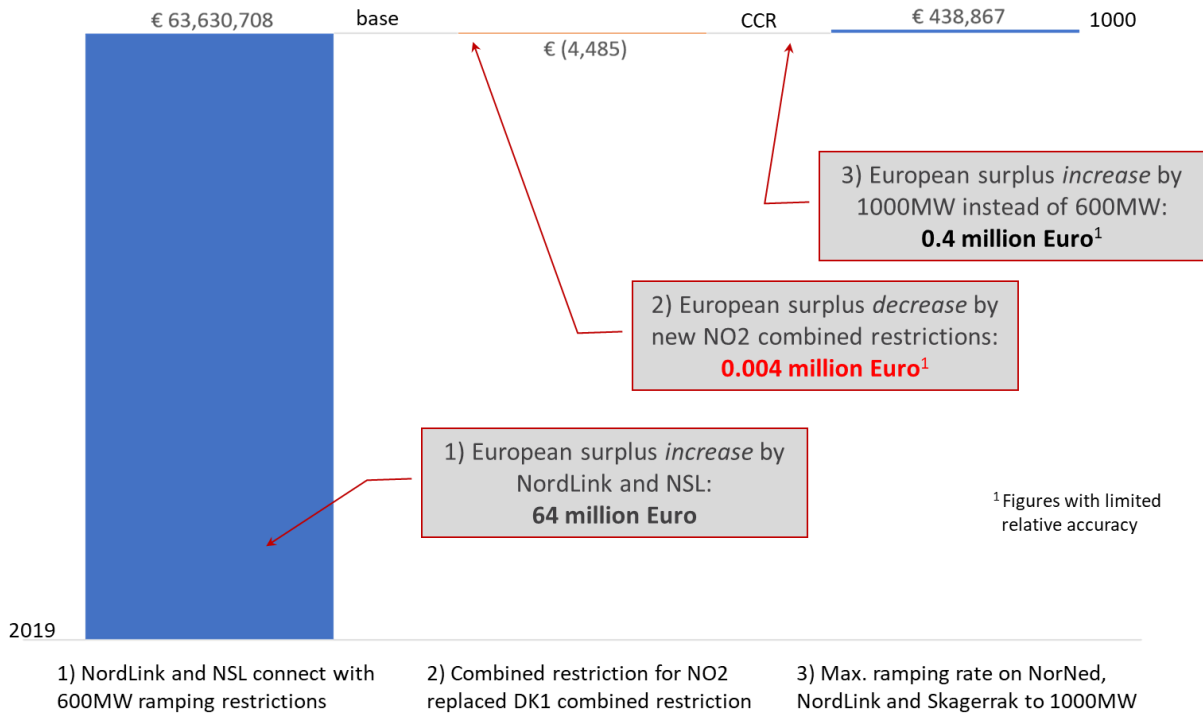 € 63,630,708
base
€ (4,485)
CCR
€ 438,867
1000
3) European surplus increase by
1000MW instead of 600MW:
0.4 million Euro¹
2) European surplus decrease by
new NO2 combined restrictions:
0.004 million Euro¹
1) European surplus increase by
NordLink and NSL:
64 million Euro
¹ Figures with limited
relative accuracy
2019
1) NordLink and NSL connect with
600MW ramping restrictions
2) Combined restriction for NO2
replaced DK1 combined restriction
3) Max. ramping rate on NorNed,
NordLink and Skagerrak to 1000MW